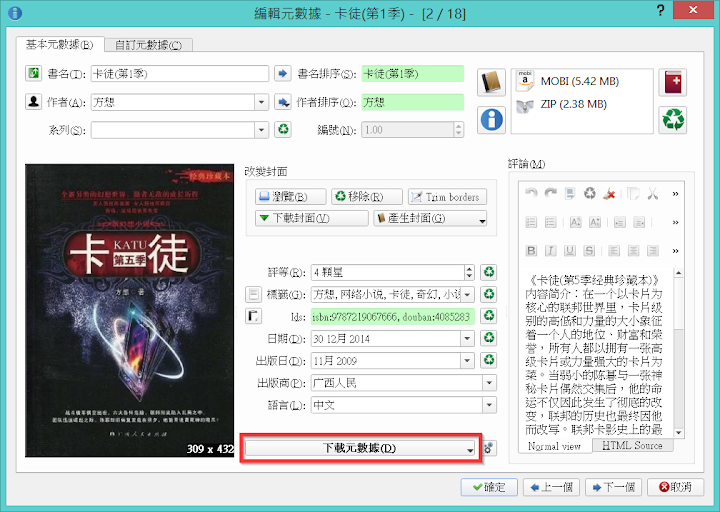 編輯元數據 - 卡徒(第1季) - [2 / 18]
基本元數據(B)
自訂元數據(C)
書名(T):
卡徒(第1季)
書名排序(S):
卡徒(第1季)
作者(A):
方想
作者排序(O):
方想
系列(S):
編號(N):
1.00
MOBI (5.42 MB)
ZIP (2.38 MB)
改變封面
瀏覽(B)
移除(R)
Trim borders
下載封面(V)
產生封面(G)
評等(R):
4 顆星
標籤(G):
方想, 网络小说, 卡徒, 奇幻, 小说
Ids:
isbn:9787219067666, douban:4085283
日期(D):
30 12月 2014
出版日(D):
11月 2009
出版商(P):
广西人民
語言(L):
中文
下載元數據(D)
評論(M)
B I U S
《卡徒(第5季经典珍藏本)》
内容简介：在一个以卡片为
核心的联邦世界里，卡片级
别的高低和力量的大小象征
着一个人的地位、财富和荣
誉，所有人都以拥有一张高
级卡片或力量强大的卡片为
荣。当弱小的陈暮与一张神
秘卡片偶然交集后，他的命
运不仅因此发生了彻底的改
变，联邦的历史也最终因他
而改写。联邦卡影史上的最
Normal view
HTML Source
经典珍藏本
卡徒
KATU
第五季
方想 著
广西人民出版社
309 x 432
確定
上一個
下一個
取消